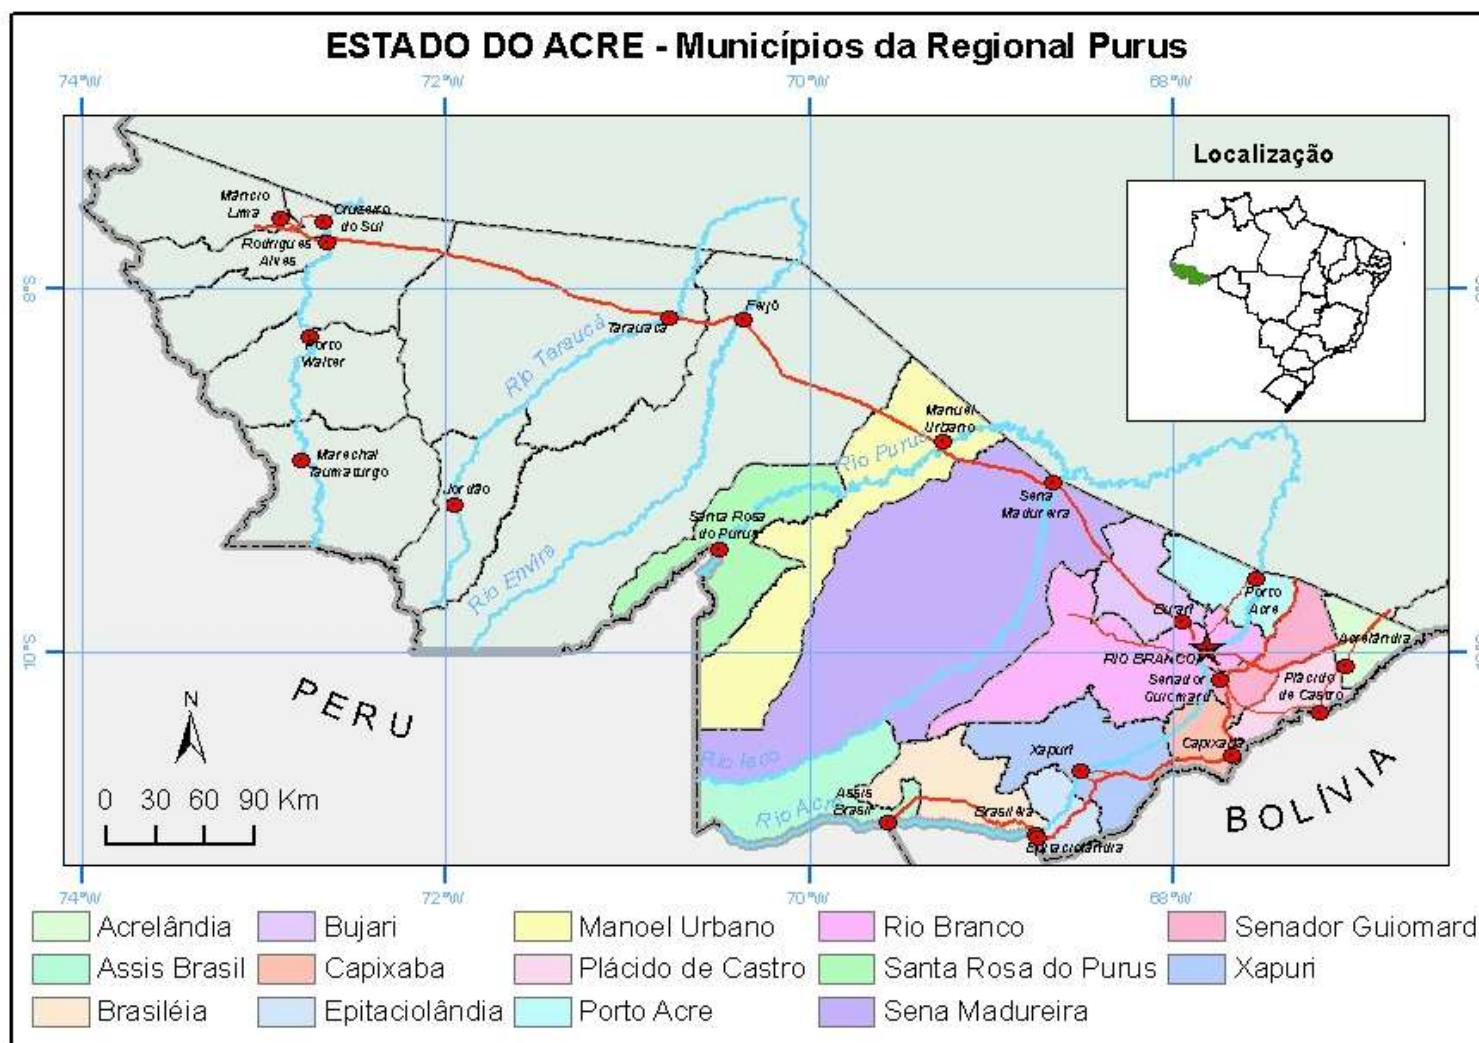 ESTADO DO ACRE - Municípios da Regional Purus
74°W
72°W
70°W
68°W
Localização
Mâncio
Lima
Cruzeiro
do Sul
Rodrigues
Alves
8°S
Tarauacá
Feijó
Porto
Walter
Rio Taraucá
Manuel
Urbano
Rio Purus
Marechal
Taumaturgo
Jordão
Sena
Madureira
Santa Rosa
do Purus
Rio Envira
Porto
Acre
Bujari
Acrelândia
10°S
RIO BRANCO
Senador
Guiomard
Plácido
de Castro
PERU
N
Xapuri
Capixaba
Rio Iaco
BOLÍVIA
0 30 60 90 Km
Assis
Brasil
Rio Acre
Brasiléia
Epitaciolândia
74°W
72°W
70°W
68°W
Acrelândia
Bujari
Manoel Urbano
Rio Branco
Senador Guiomard
Assis Brasil
Capixaba
Plácido de Castro
Santa Rosa do Purus
Xapuri
Brasiléia
Epitaciolândia
Porto Acre
Sena Madureira